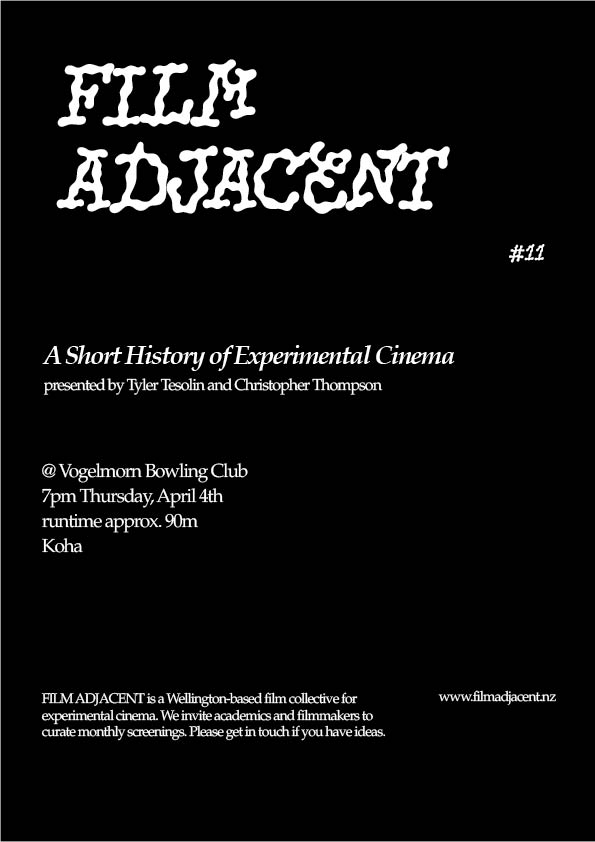 FILM
ADJACENT
#11
A Short History of Experimental Cinema
presented by Tyler Tesolin and Christopher Thompson
@ Vogelmorn Bowling Club
7pm Thursday, April 4th
runtime approx. 90m
Koha
FILM ADJACENT is a Wellington-based film collective for
experimental cinema. We invite academics and filmmakers to
curate monthly screenings. Please get in touch if you have ideas.
www.filmadjacent.nz